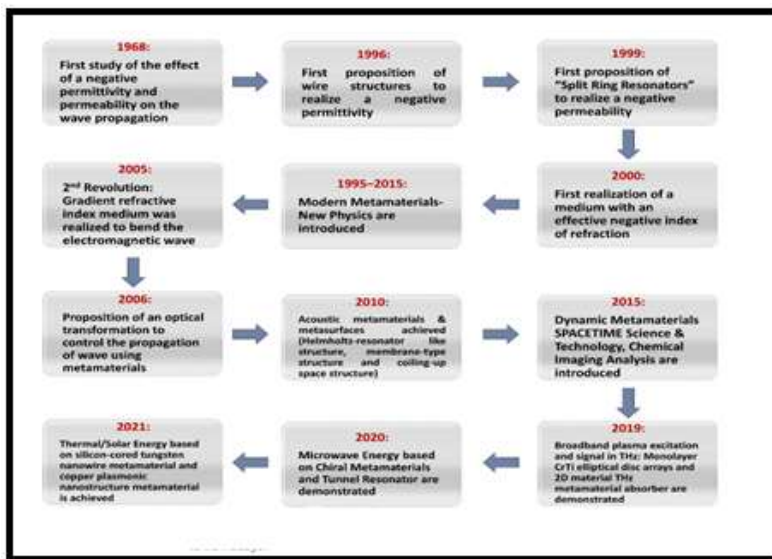 1968:
First study of the effect
of a negative
permittivity and
permeability on the
wave propagation
1996:
First proposition of
wire structures to
realize a negative
permittivity
1999:
First proposition of
“Split Ring Resonators”
to realize a negative
permeability
2000:
First realization of a
medium with an
effective negative index
of refraction
1995–2015:
Modern Metamaterials-
New Physics are
introduced
2005:
2nd Revolution:
Gradient refractive
index medium was
realized to bend the
electromagnetic wave
2006:
Proposition of an optical
transformation to
control the propagation
of wave using
metamaterials
2010:
Acoustic metamaterials &
metasurfaces achieved
(Helmholtz-resonator like
structure, membrane-type
structure and coiling-up
space structure)
2015:
Dynamic Metamaterials
SPACETIME Science &
Technology, Chemical
Imaging Analysis are
introduced
2019:
Broadband plasma excitation
and signal in THz: Monolayer
CrTi elliptical disc arrays and
2D material THz
metamaterial absorber are
demonstrated
2020:
Microwave Energy based
on Chiral Metamaterials
and Tunnel Resonator are
demonstrated
2021:
Thermal/Solar Energy based
on silicon-cored tungsten
nanowire metamaterial and
copper plasmonic
nanostructure metamaterial
is achieved